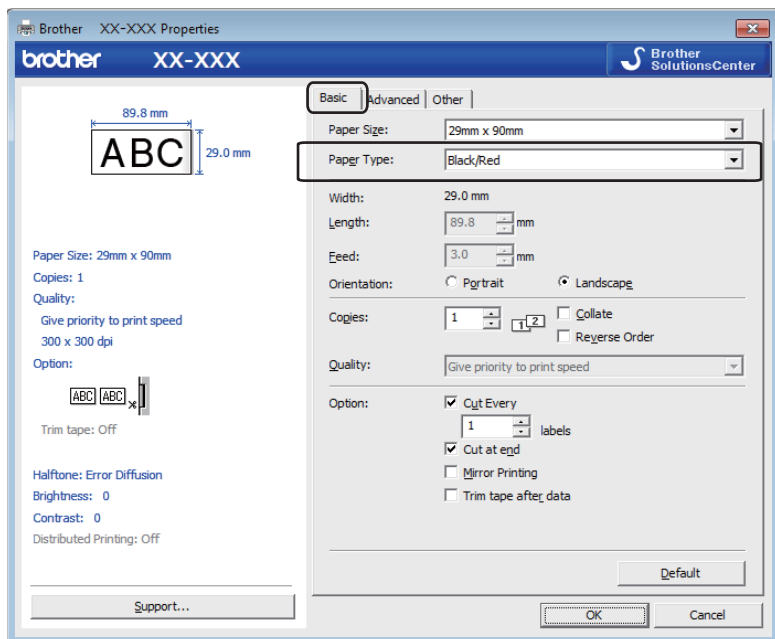 Brother XX-XXX Properties
brother XX-XXX
Brother
SolutionsCenter
89.8 mm
ABC
29.0 mm
Paper Size: 29mm x 90mm
Copies: 1
Quality:
Give priority to print speed
300 x 300 dpi
Option:
ABC ABC
Trim tape: Off
Halftone: Error Diffusion
Brightness: 0
Contrast: 0
Distributed Printing: Off
Support...
Basic Advanced Other
Paper Size: 29mm x 90mm
Paper Type: Black/Red
Width: 29.0 mm
Length: 89.8 mm
Feed: 3.0 mm
Orientation: Portrait Landscape
Copies: 1 1 2 Collate
Reverse Order
Quality: Give priority to print speed
Option: Cut Every
1 labels
Cut at end
Mirror Printing
Trim tape after data
Default
OK Cancel